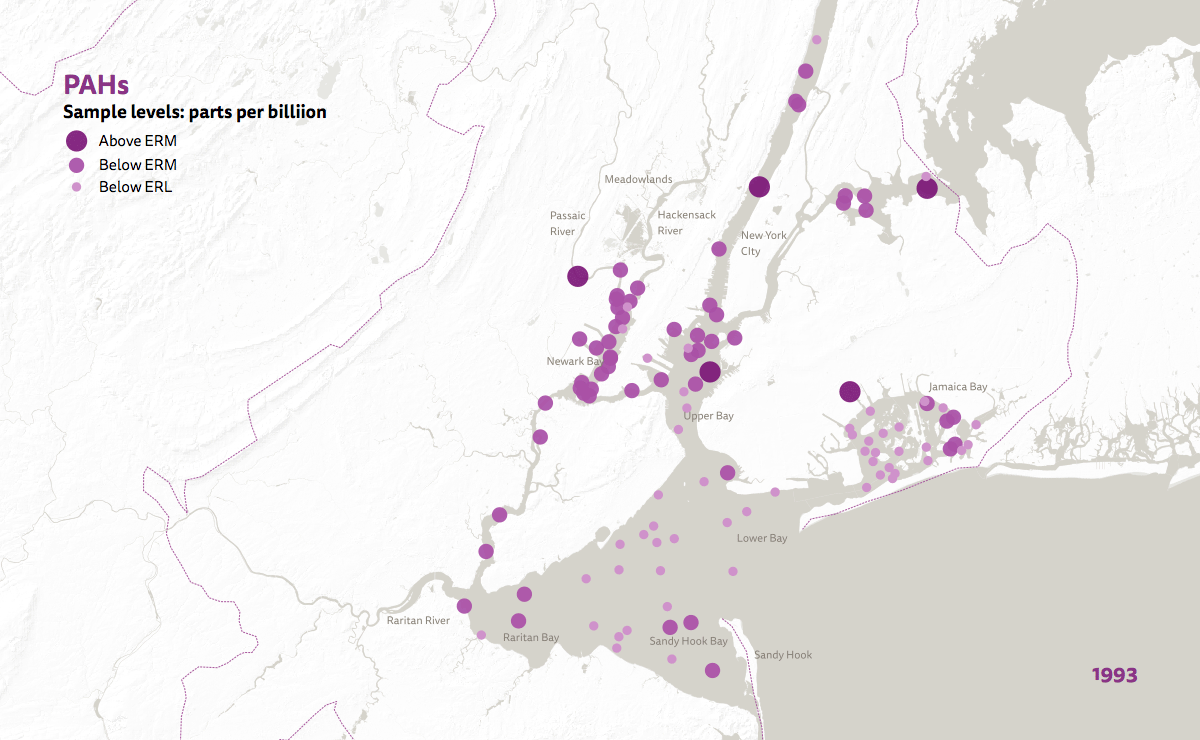 PAHs
Sample levels: parts per billiion
Above ERM
Below ERM
Below ERL
Meadowlands
Passaic
River
Hackensack
River
New York
CIty
Newark Bay
Jamaica Bay
Upper Bay
Lower Bay
Raritan River
Raritan Bay
Sandy Hook Bay
Sandy Hook
1993